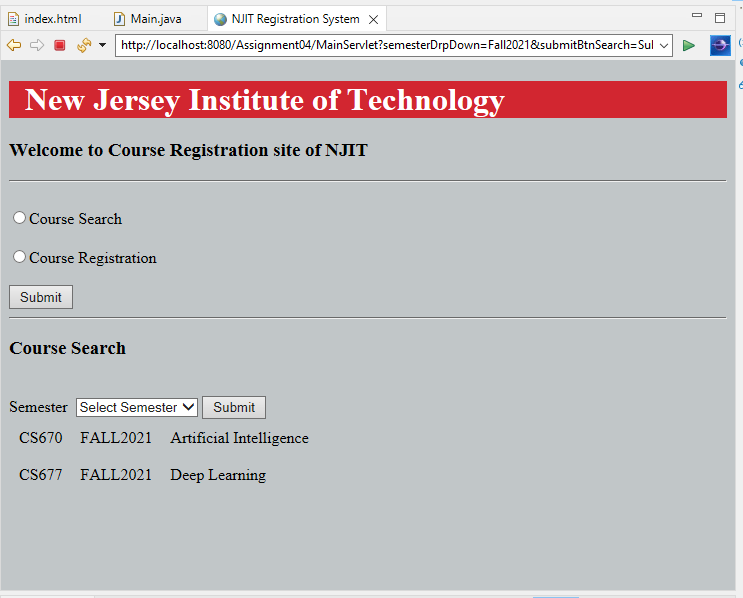 index.html Main.java NJIT Registration System
http://localhost:8080/Assignment04/MainServlet?semesterDrpDown=Fall2021&submitBtnSearch=Sul
New Jersey Institute of Technology
Welcome to Course Registration site of NJIT
Course Search
Course Registration
Submit
Course Search
Semester Select Semester Submit
CS670 FALL2021 Artificial Intelligence
CS677 FALL2021 Deep Learning